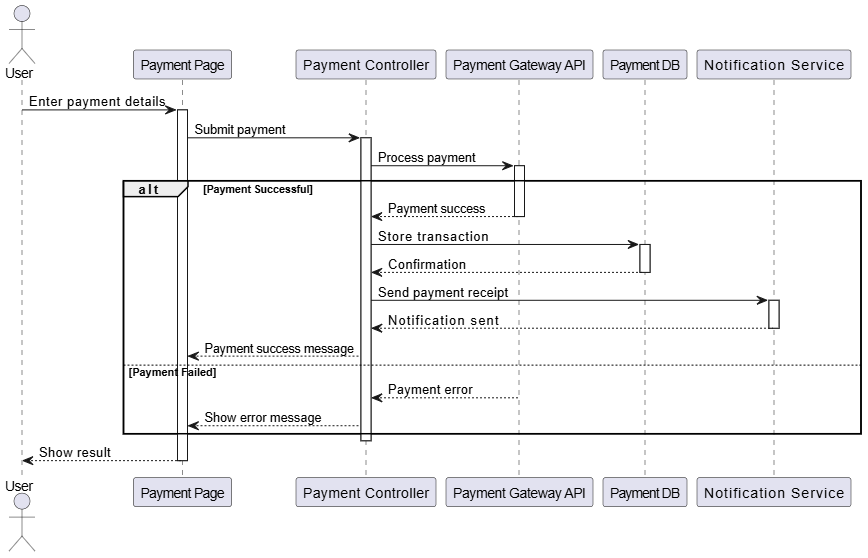 User
Payment Page
Payment Controller
Payment Gateway API
Payment DB
Notification Service
Enter payment details
Submit payment
Process payment
alt
[Payment Successful]
Payment success
Store transaction
Confirmation
Send payment receipt
Notification sent
Payment success message
[Payment Failed]
Payment error
Show error message
Show result
User
Payment Page
Payment Controller
Payment Gateway API
Payment DB
Notification Service